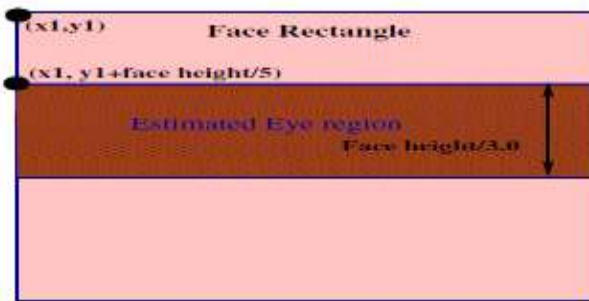 (x1,y1)
Face Rectangle
(x1, y1+face height/5)
Estimated Eye region
Face height/3.0